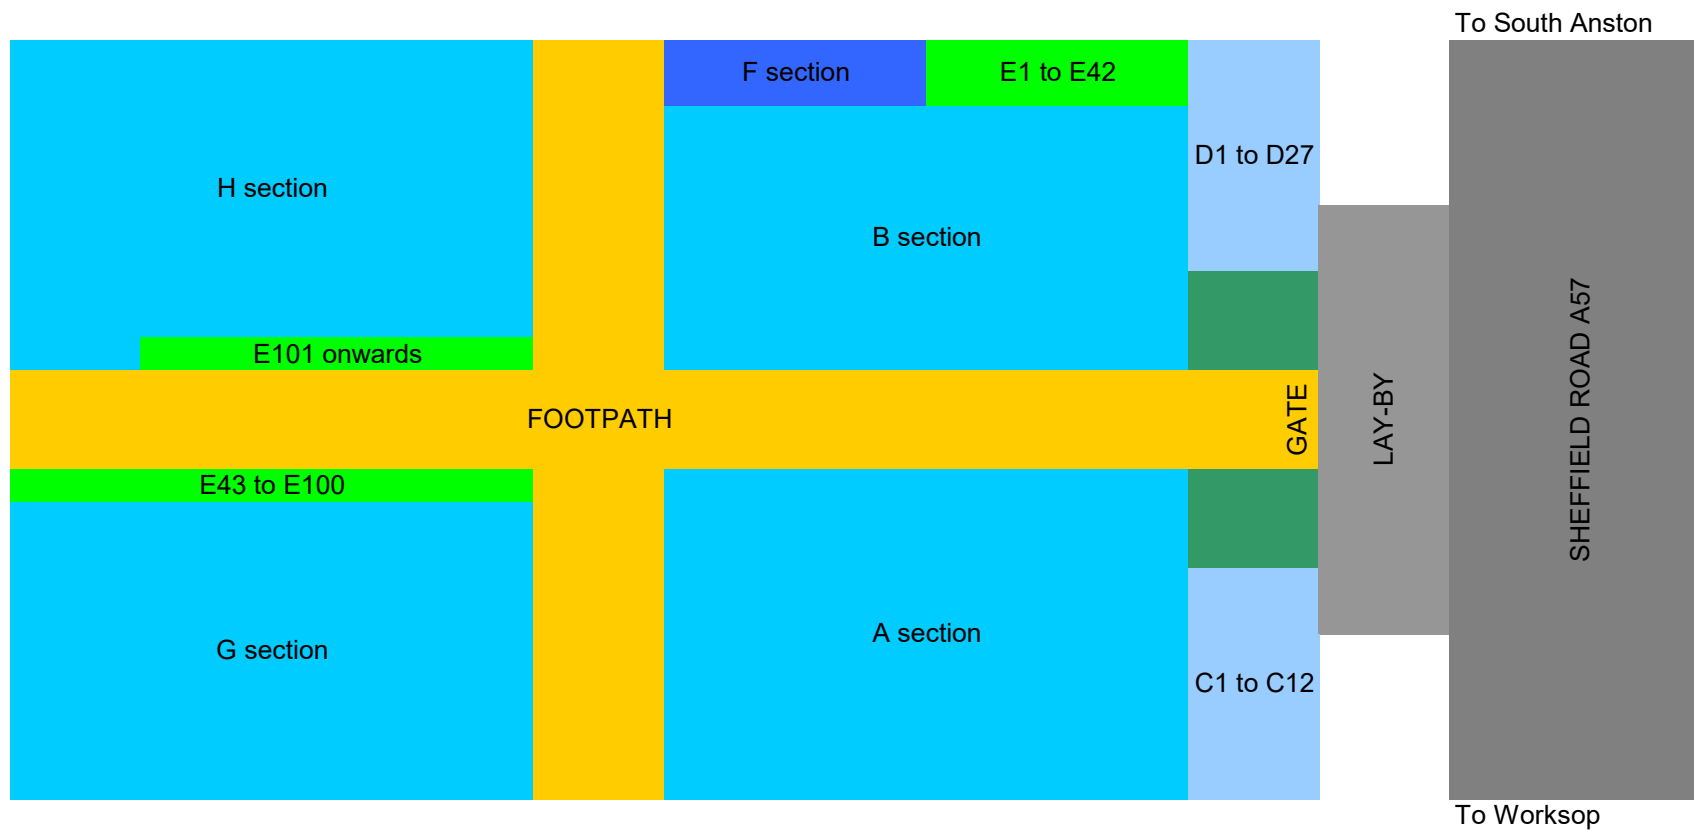 To South Anston
F section
E1 to E42
D1 to D27
H section
B section
E101 onwards
FOOTPATH
GATE
LAY-BY
SHEFFIELD ROAD A57
E43 to E100
G section
A section
C1 to C12
To Worksop